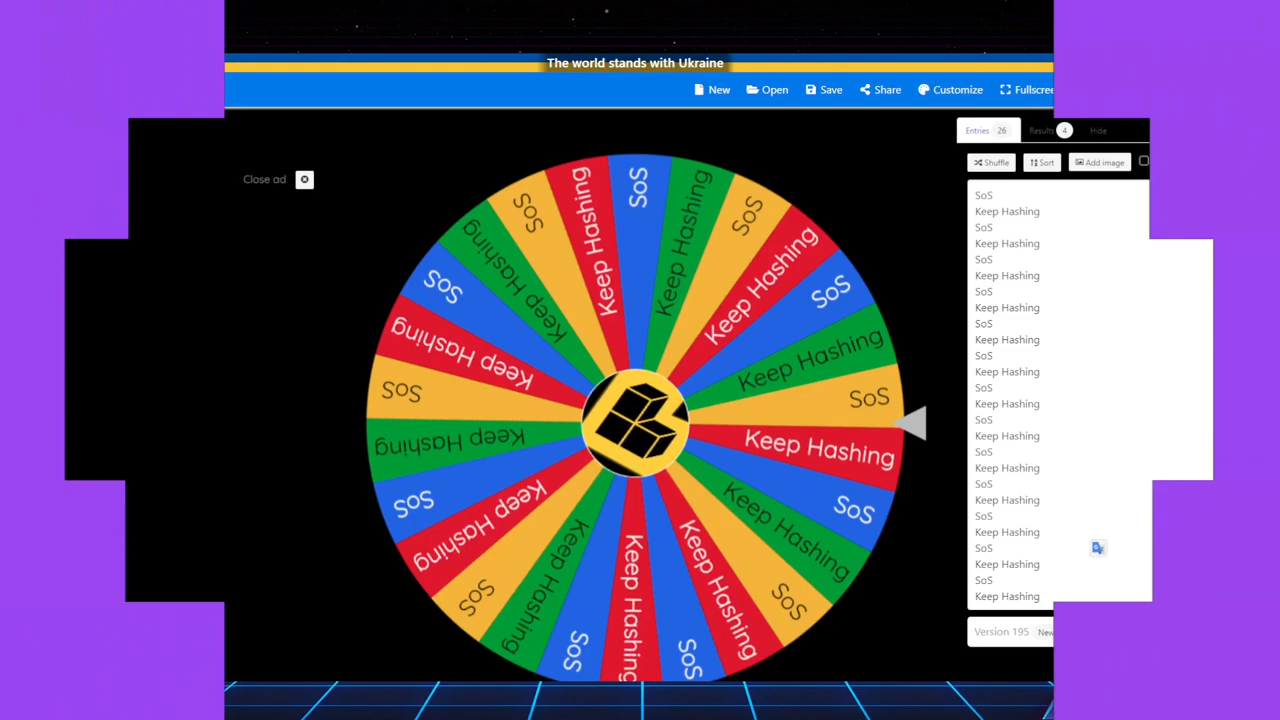 The world stands with Ukraine
New Open Save Share Customize Fullscre
Entries 26 Results 4 Hide
Close ad
Shuffle Sort Add image
SoS
Keep Hashing
SoS
Keep Hashing
SoS
Keep Hashing
SoS
Keep Hashing
SoS
Keep Hashing
SoS
Keep Hashing
SoS
Keep Hashing
SoS
Keep Hashing
SoS
Keep Hashing
SoS
Keep Hashing
SoS
Keep Hashing
SoS
Keep Hashing
SoS
Keep Hashing
SoS
Keep Hashing
SoS
Keep Hashing
SoS
Keep Hashing
SoS
Keep Hashing
SoS
Keep Hashing
SoS
Keep Hashing
SoS
Keep Hashing
SoS
Keep Hashing
SoS
Keep Hashing
SoS
Keep Hashing
SoS
Keep Hashing
SoS
Keep Hashing
SoS
Keep Hashing
Version 195 New